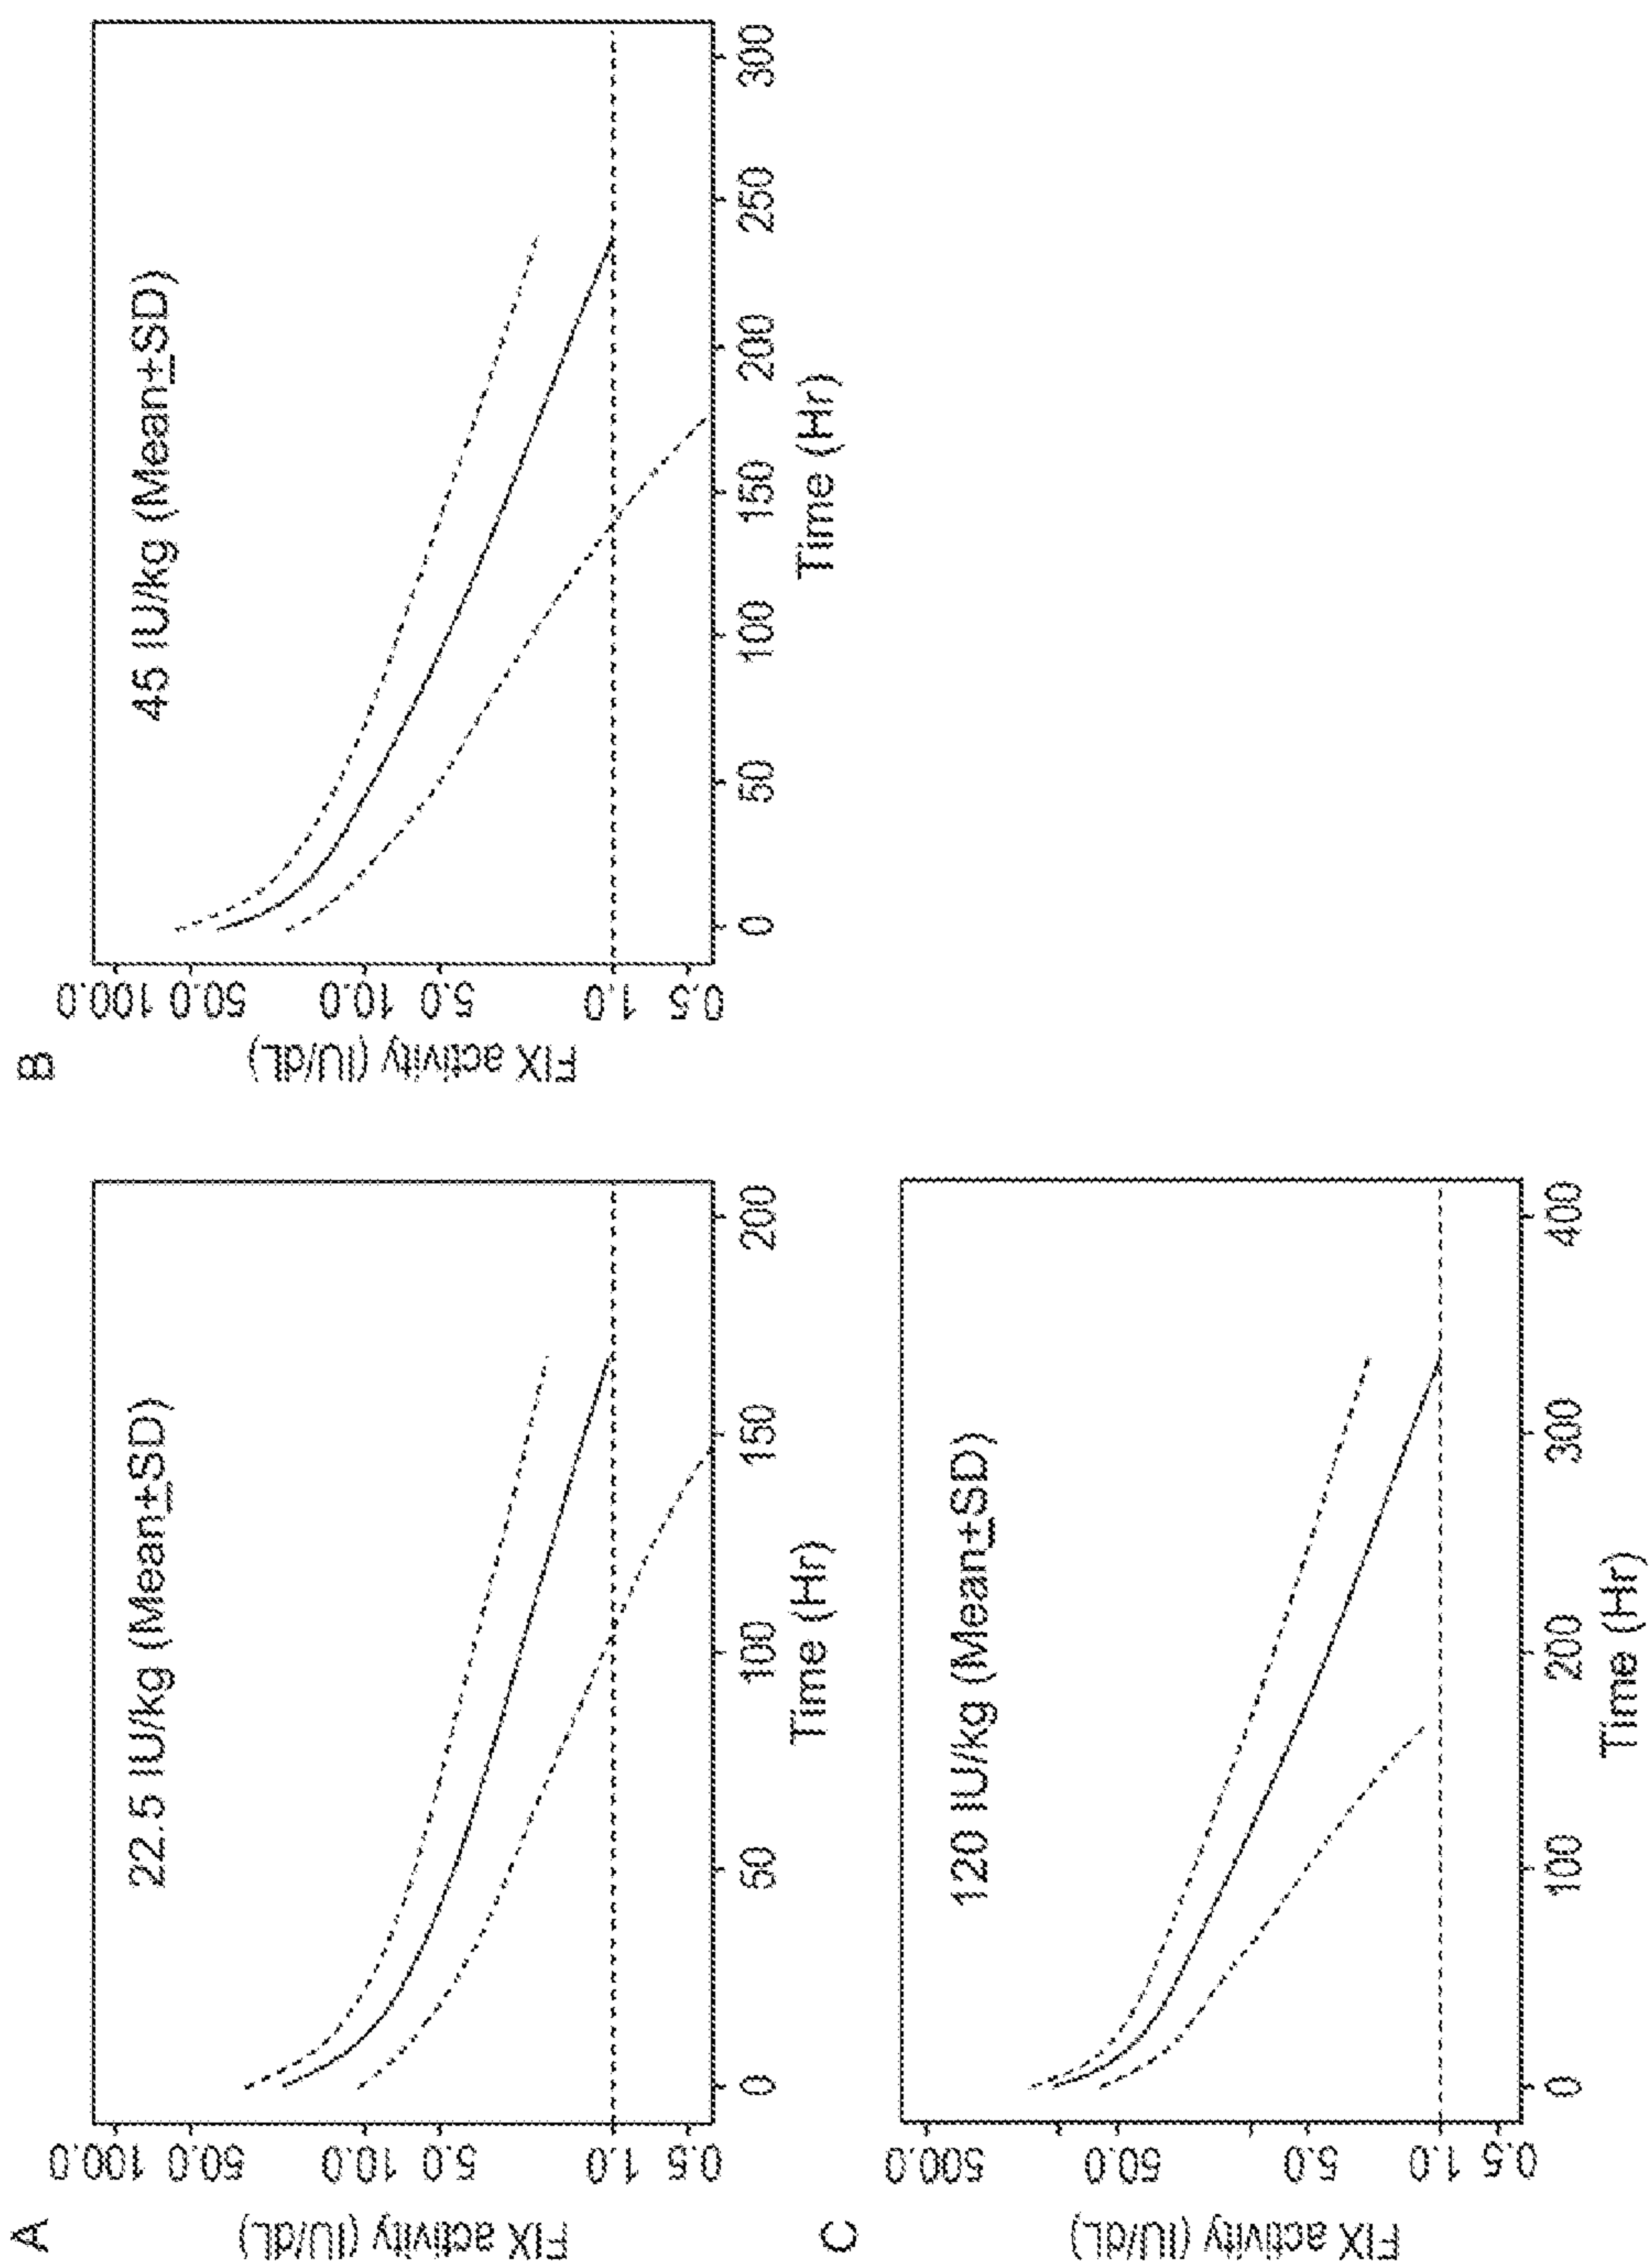 A
22.5 IU/kg (Mean±SD)
FIX activity (IU/dL)
100.0
50.0
10.0
5.0
1.0
0.5
0 50 100 150 200
Time (Hr)
B
45 IU/kg (Mean±SD)
FIX activity (IU/dL)
100.0
50.0
10.0
5.0
1.0
0.5
0 50 100 150 200 250 300
Time (Hr)
C
120 IU/kg (Mean±SD)
FIX activity (IU/dL)
500.0
50.0
5.0
1.0
0.5
0 100 200 300 400
Time (Hr)